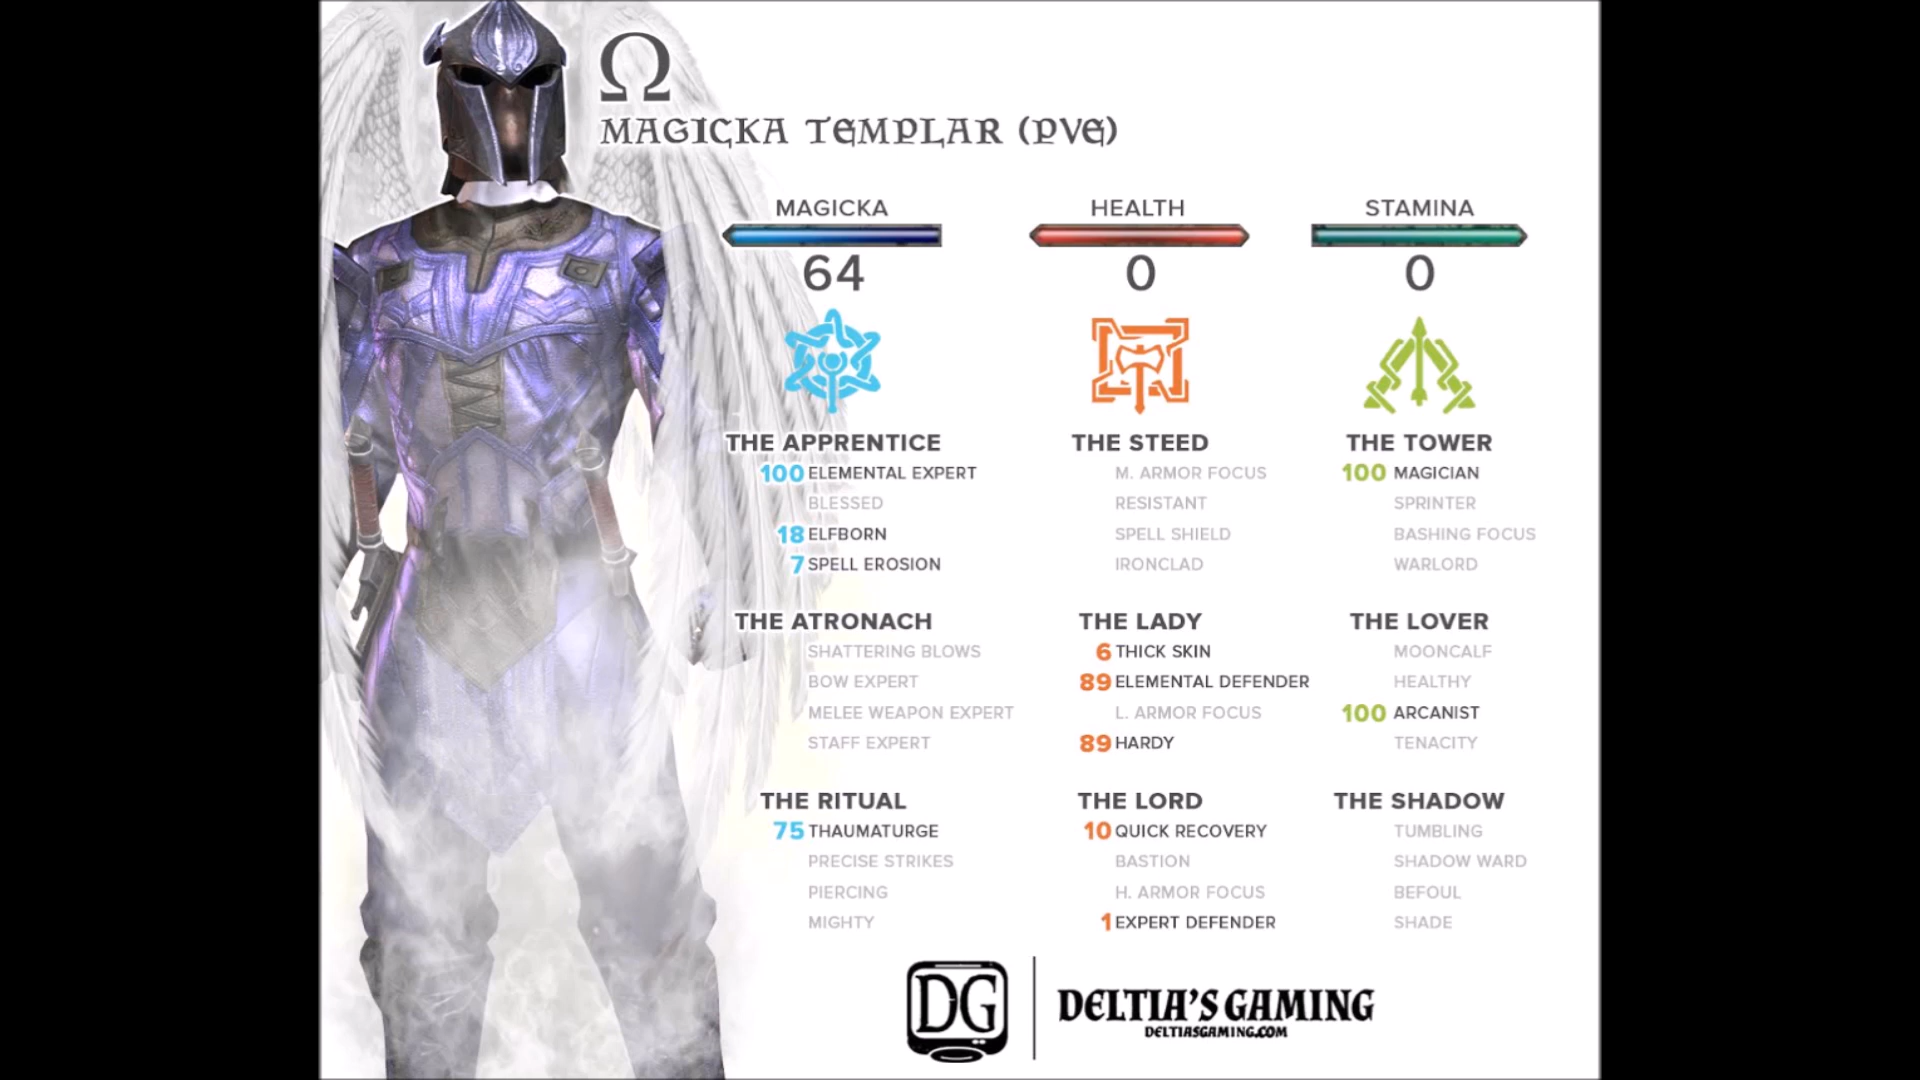 Ω
MAGICKA TEMPLAR (PVE)
MAGICKA
64
HEALTH
0
STAMINA
0
THE APPRENTICE
100 ELEMENTAL EXPERT
BLESSED
18 ELFBORN
7 SPELL EROSION
THE STEED
M. ARMOR FOCUS
RESISTANT
SPELL SHIELD
IRONCLAD
THE TOWER
100 MAGICIAN
SPRINTER
BASHING FOCUS
WARLORD
THE ATRONACH
SHATTERING BLOWS
BOW EXPERT
MELEE WEAPON EXPERT
STAFF EXPERT
THE LADY
6 THICK SKIN
89 ELEMENTAL DEFENDER
L. ARMOR FOCUS
89 HARDY
THE LOVER
MOONCALF
HEALTHY
100 ARCANIST
TENACITY
THE RITUAL
75 THAUMATURGE
PRECISE STRIKES
PIERCING
MIGHTY
THE LORD
10 QUICK RECOVERY
BASTION
H. ARMOR FOCUS
1 EXPERT DEFENDER
THE SHADOW
TUMBLING
SHADOW WARD
BEFOUL
SHADE
DG
DELTIA'S GAMING
DELTIASGAMING.COM